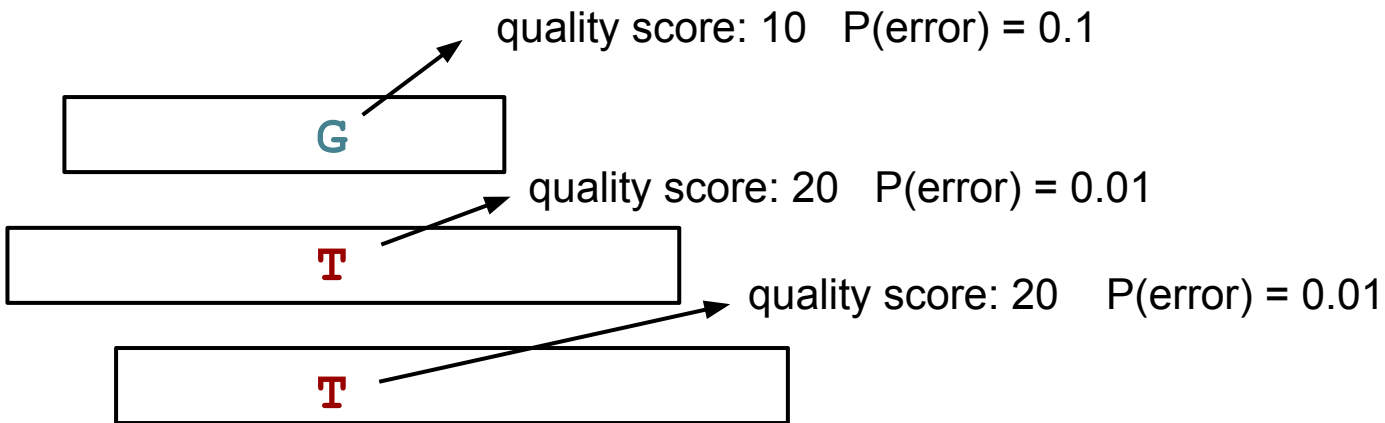 quality score: 10 P(error) = 0.1
G
quality score: 20 P(error) = 0.01
T
quality score: 20 P(error) = 0.01
T